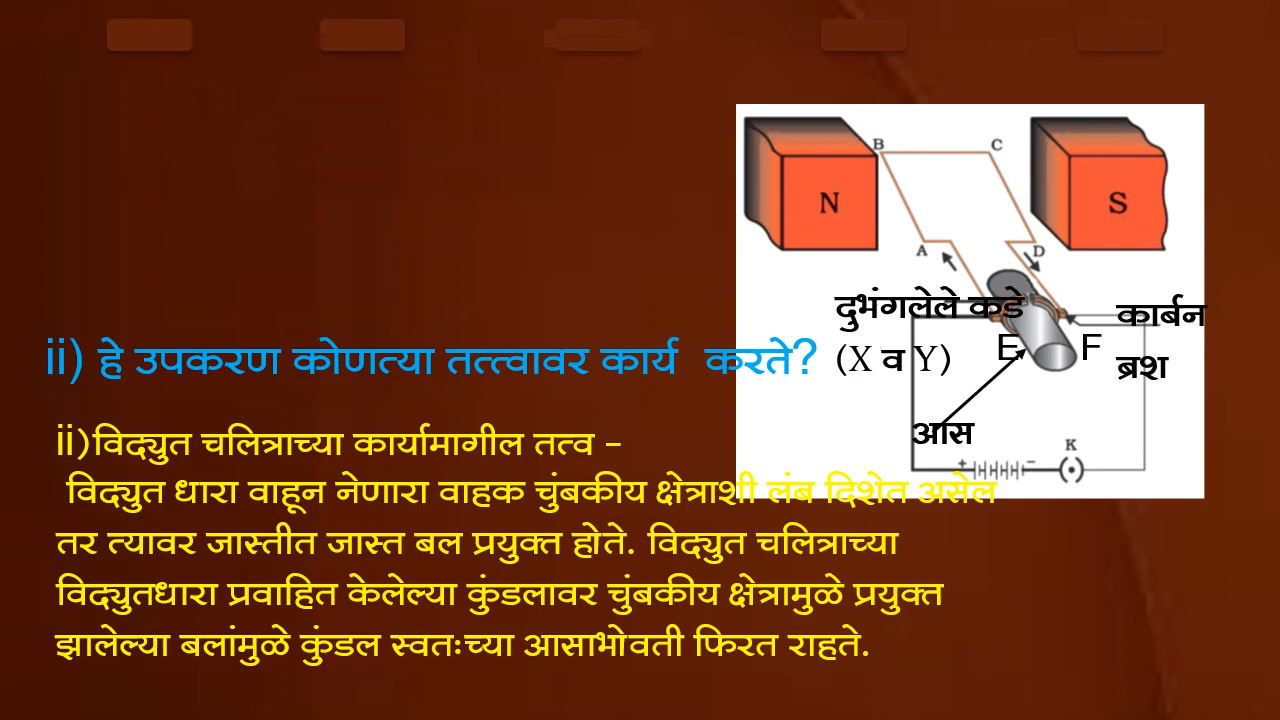 B C
N S
A D
दुभंगलेले कडे
(X व Y)
कार्बन
ब्रश
E F
ii) हे उपकरण कोणत्या तत्त्वावर कार्य करते?
आस
K
+ –
ii)विद्युत चलित्राच्या कार्यामागील तत्व –
विद्युत धारा वाहून नेणारा वाहक चुंबकीय क्षेत्राशी लंब दिशेत असेल
तर त्यावर जास्तीत जास्त बल प्रयुक्त होते. विद्युत चलित्राच्या
विद्युतधारा प्रवाहित केलेल्या कुंडलावर चुंबकीय क्षेत्रामुळे प्रयुक्त
झालेल्या बलांमुळे कुंडल स्वतःच्या आसाभोवती फिरत राहते.